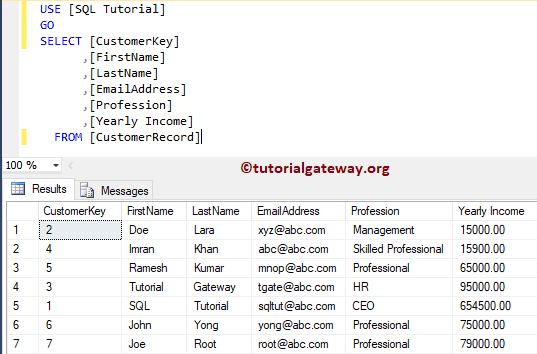 USE [SQL Tutorial]
GO
SELECT [CustomerKey]
,[FirstName]
,[LastName]
,[EmailAddress]
,[Profession]
,[Yearly Income]
FROM [CustomerRecord]
100 %
©tutorialgateway.org
Results Messages
CustomerKey FirstName LastName EmailAddress Profession Yearly Income
1 2 Doe Lara xyz@abc.com Management 15000.00
2 4 Imran Khan abc@abc.com Skilled Professional 15900.00
3 5 Ramesh Kumar mnop@abc.com Professional 65000.00
4 3 Tutorial Gateway tgate@abc.com HR 95000.00
5 1 SQL Tutorial sqltut@abc.com CEO 654500.00
6 6 John Yong yong@abc.com Professional 75000.00
7 7 Joe Root root@abc.com Professional 79000.00